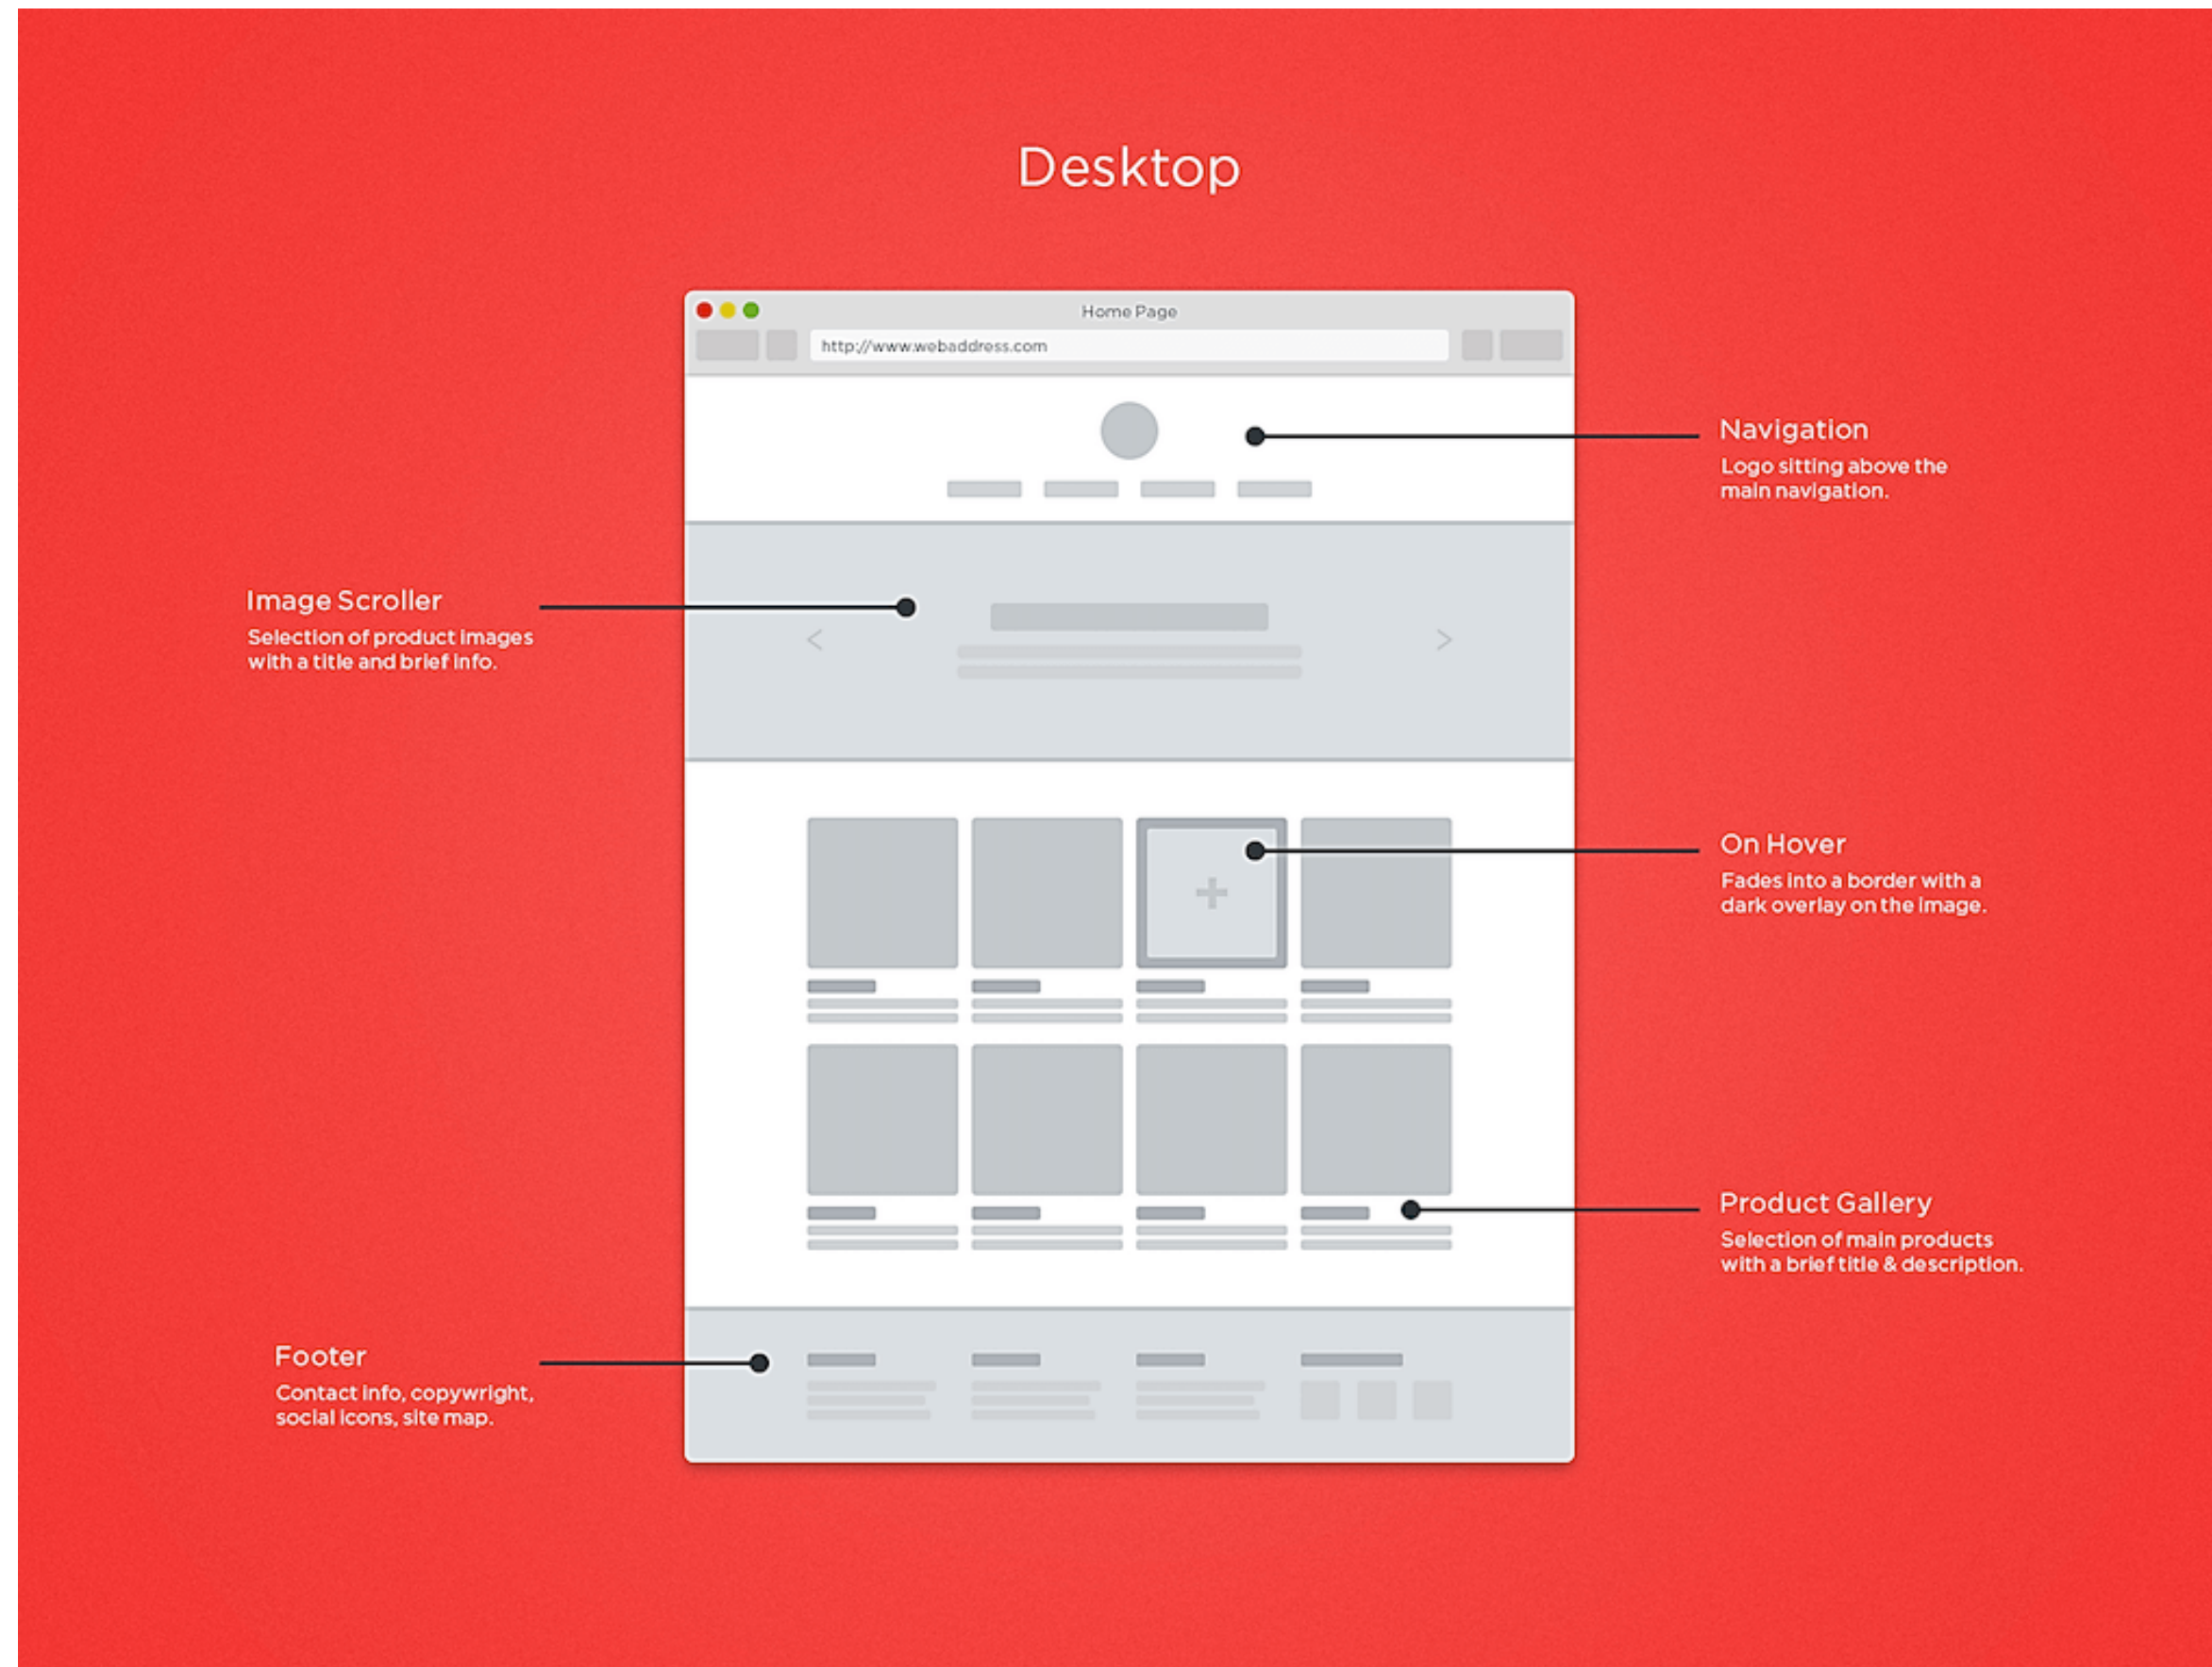 Desktop
Home Page
http://www.webaddress.com
Navigation
Logo sitting above the
main navigation.
Image Scroller
Selection of product images
with a title and brief info.
<
>
On Hover
Fades into a border with a
dark overlay on the image.
+
Product Gallery
Selection of main products
with a brief title & description.
Footer
Contact info, copywright,
social icons, site map.